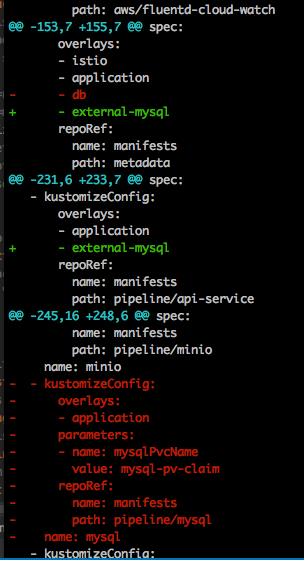 path: aws/fluentd-cloud-watch
@@ -153,7 +155,7 @@ spec:
      overlays:
      - istio
      - application
-      - db
+      - external-mysql
      repoRef:
        name: manifests
        path: metadata
@@ -231,6 +233,7 @@ spec:
  - kustomizeConfig:
      overlays:
      - application
+      - external-mysql
      repoRef:
        name: manifests
        path: pipeline/api-service
@@ -245,16 +248,6 @@ spec:
        name: manifests
        path: pipeline/minio
    name: minio
-  - kustomizeConfig:
-      overlays:
-      - application
-      parameters:
-      - name: mysqlPvcName
-        value: mysql-pv-claim
-      repoRef:
-        name: manifests
-        path: pipeline/mysql
-    name: mysql
  - kustomizeConfig: